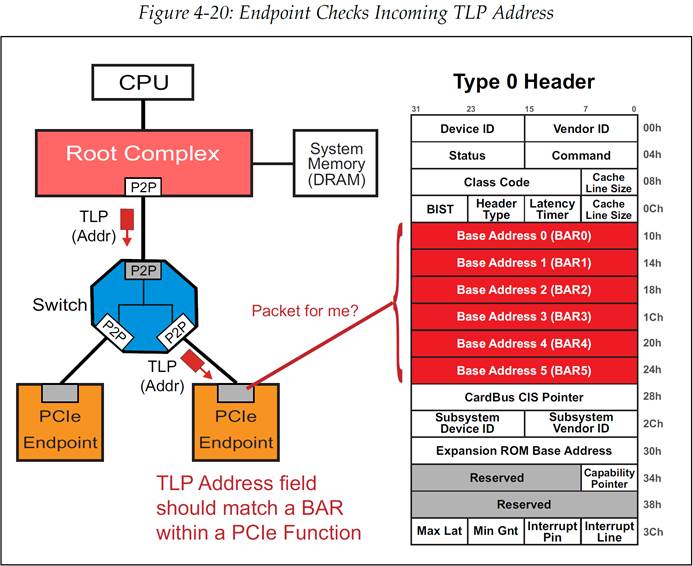 Figure 4-20: Endpoint Checks Incoming TLP Address
CPU
Root Complex
P2P
System
Memory
(DRAM)
TLP
(Addr)
P2P
Switch
P2P
P2P
TLP
(Addr)
Packet for me?
PCIe
Endpoint
PCIe
Endpoint
TLP Address field
should match a BAR
within a PCIe Function
Type 0 Header
31 23 15 7 0
Device ID Vendor ID 00h
Status Command 04h
Class Code Cache
Line Size 08h
BIST Header
Type Latency
Timer Cache
Line Size 0Ch
Base Address 0 (BAR0) 10h
Base Address 1 (BAR1) 14h
Base Address 2 (BAR2) 18h
Base Address 3 (BAR3) 1Ch
Base Address 4 (BAR4) 20h
Base Address 5 (BAR5) 24h
CardBus CIS Pointer 28h
Subsystem
Device ID Subsystem
Vendor ID 2Ch
Expansion ROM Base Address 30h
Reserved Capability
Pointer 34h
Reserved 38h
Max Lat Min Gnt Interrupt
Pin Interrupt
Line 3Ch